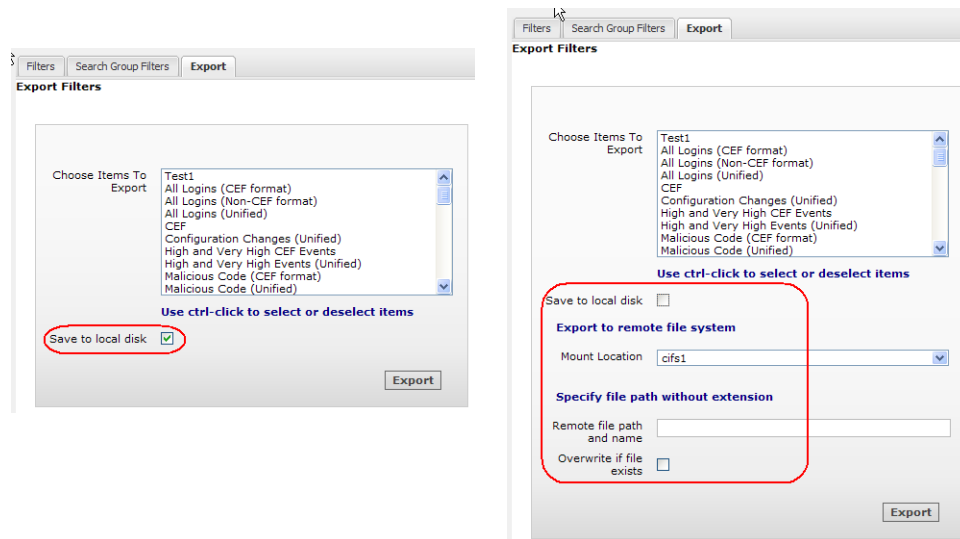 Filters Search Group Filters Export
Export Filters
Choose Items To
Export
Test1
All Logins (CEF format)
All Logins (Non-CEF format)
All Logins (Unified)
CEF
Configuration Changes (Unified)
High and Very High CEF Events
High and Very High Events (Unified)
Malicious Code (CEF format)
Malicious Code (Unified)
Use ctrl-click to select or deselect items
Save to local disk
Export
Filters Search Group Filters Export
Export Filters
Choose Items To
Export
Test1
All Logins (CEF format)
All Logins (Non-CEF format)
All Logins (Unified)
CEF
Configuration Changes (Unified)
High and Very High CEF Events
High and Very High Events (Unified)
Malicious Code (CEF format)
Malicious Code (Unified)
Use ctrl-click to select or deselect items
Save to local disk
Export to remote file system
Mount Location cifs1
Specify file path without extension
Remote file path
and name
Overwrite if file
exists
Export